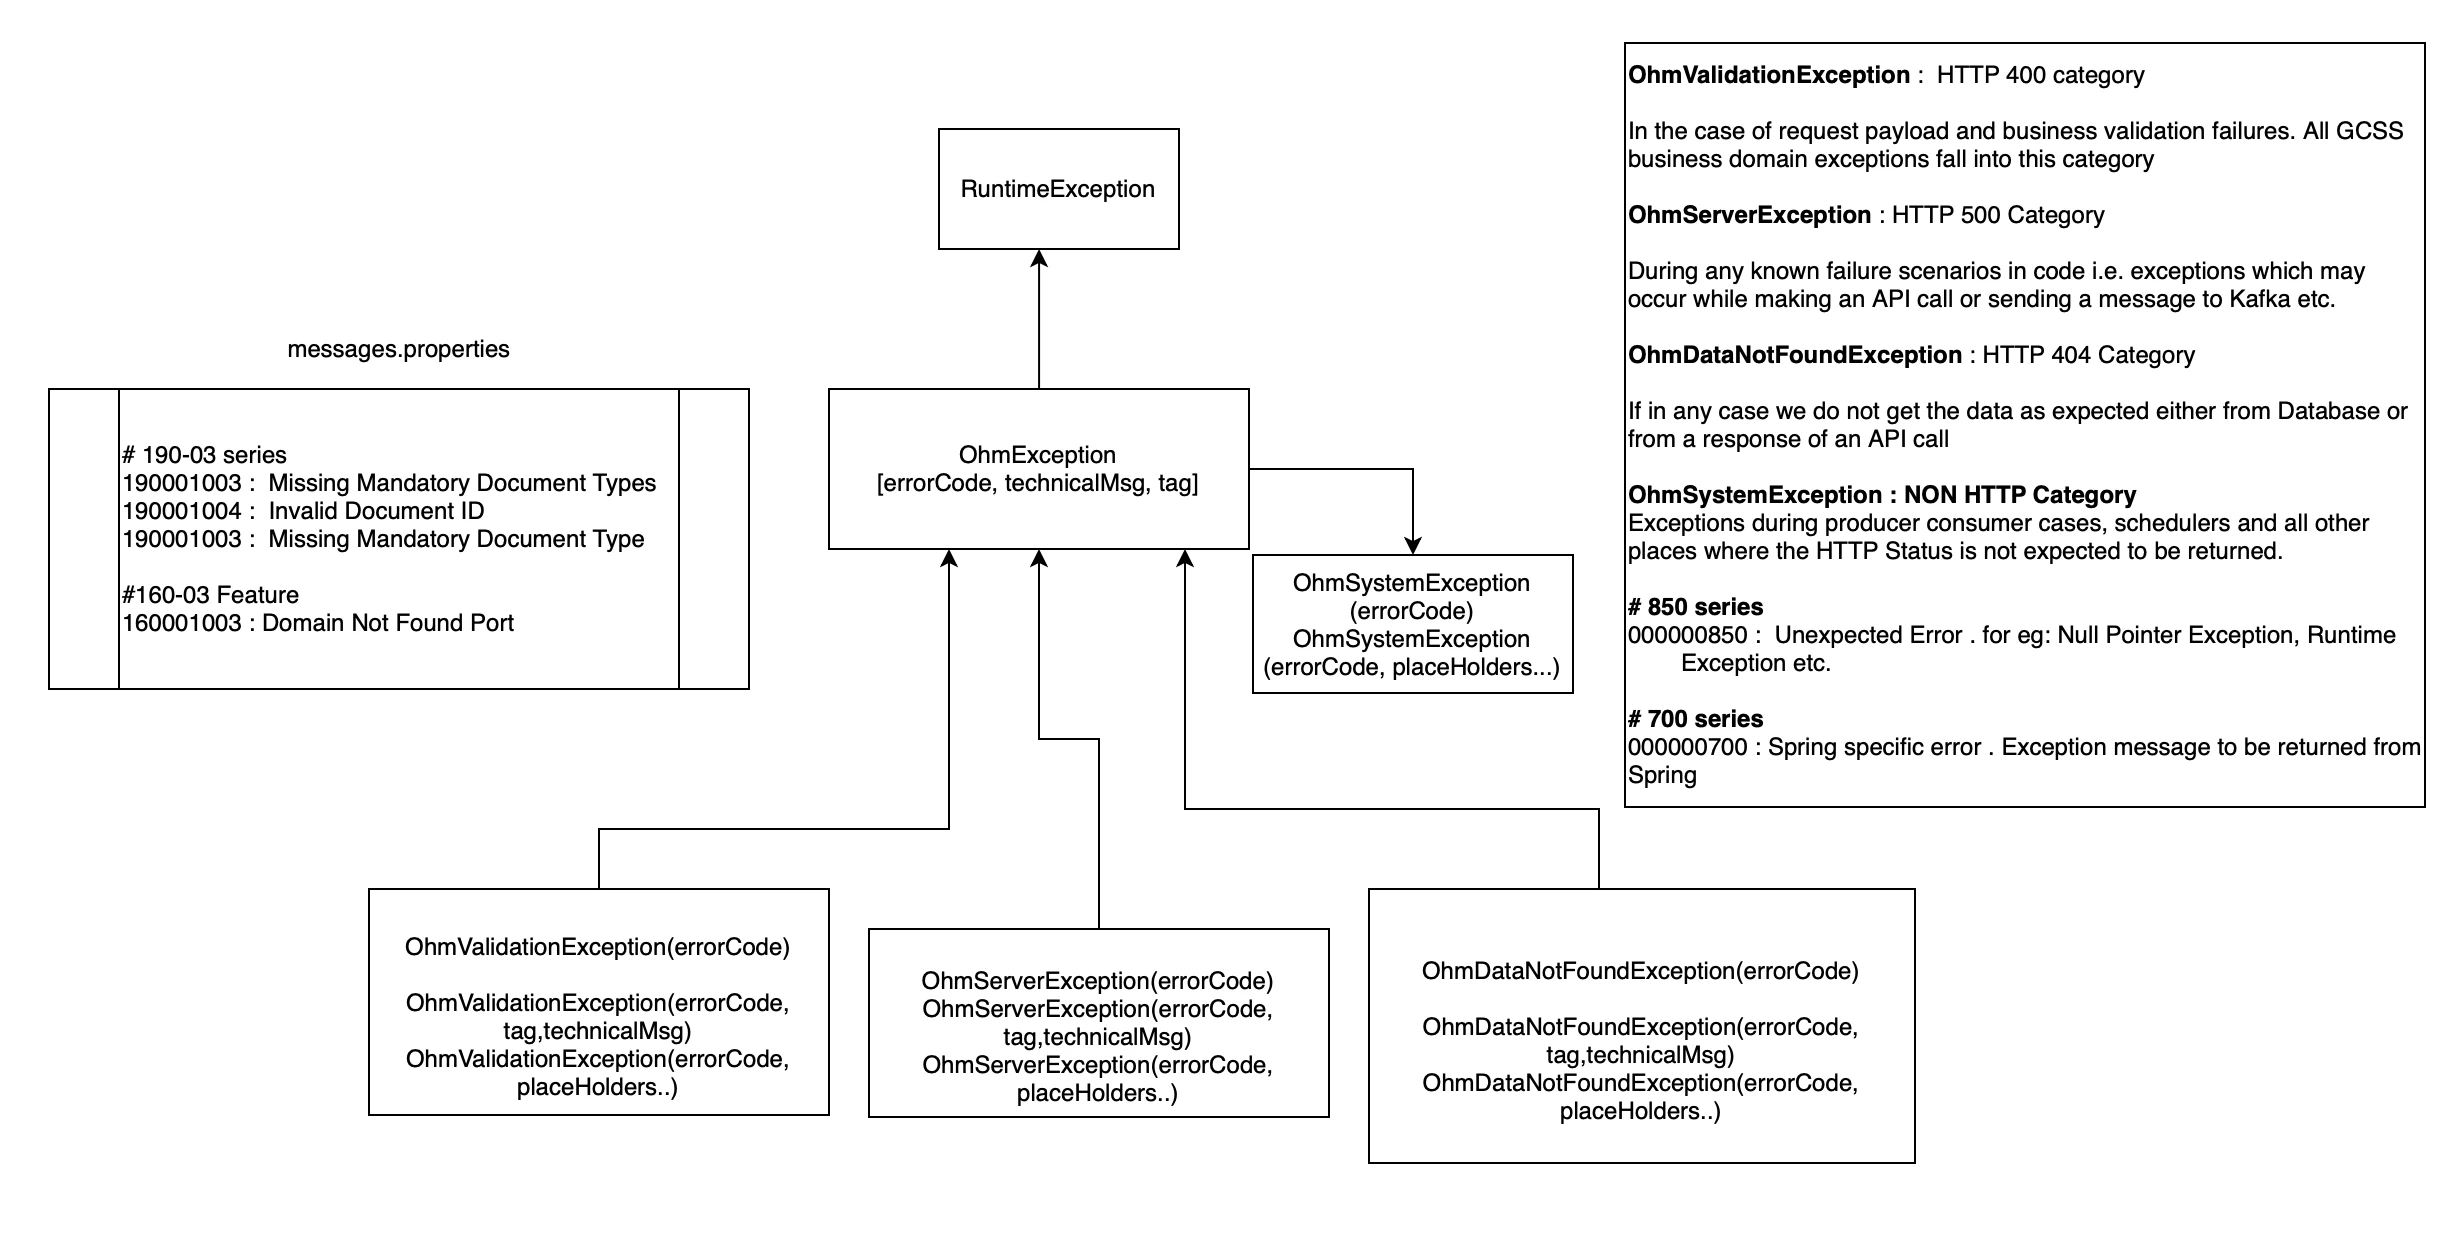 RuntimeException
messages.properties
# 190-03 series
190001003 :  Missing Mandatory Document Types
190001004 :  Invalid Document ID
190001003 :  Missing Mandatory Document Type
#160-03 Feature
160001003 : Domain Not Found Port
OhmException
[errorCode, technicalMsg, tag]
OhmSystemException
(errorCode)
OhmSystemException
(errorCode, placeHolders...)
OhmValidationException(errorCode)
OhmValidationException(errorCode,
tag,technicalMsg)
OhmValidationException(errorCode,
placeHolders..)
OhmServerException(errorCode)
OhmServerException(errorCode,
tag,technicalMsg)
OhmServerException(errorCode,
placeHolders..)
OhmDataNotFoundException(errorCode)
OhmDataNotFoundException(errorCode,
tag,technicalMsg)
OhmDataNotFoundException(errorCode,
placeHolders..)
OhmValidationException :  HTTP 400 category
In the case of request payload and business validation failures. All GCSS
business domain exceptions fall into this category
OhmServerException : HTTP 500 Category
During any known failure scenarios in code i.e. exceptions which may
occur while making an API call or sending a message to Kafka etc.
OhmDataNotFoundException : HTTP 404 Category
If in any case we do not get the data as expected either from Database or
from a response of an API call
OhmSystemException : NON HTTP Category
Exceptions during producer consumer cases, schedulers and all other
places where the HTTP Status is not expected to be returned.
# 850 series
000000850 :  Unexpected Error . for eg: Null Pointer Exception, Runtime
Exception etc.
# 700 series
000000700 : Spring specific error . Exception message to be returned from
Spring